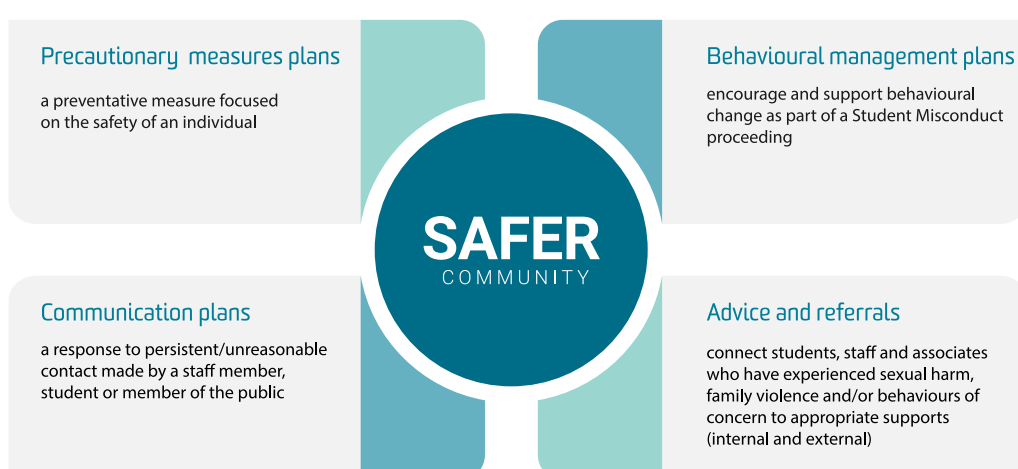 Precautionary measures plans
a preventative measure focused
on the safety of an individual
Behavioural management plans
encourage and support behavioural
change as part of a Student Misconduct
proceeding
SAFER
COMMUNITY
Communication plans
a response to persistent/unreasonable
contact made by a staff member,
student or member of the public
Advice and referrals
connect students, staff and associates
who have experienced sexual harm,
family violence and/or behaviours of
concern to appropriate supports
(internal and external)